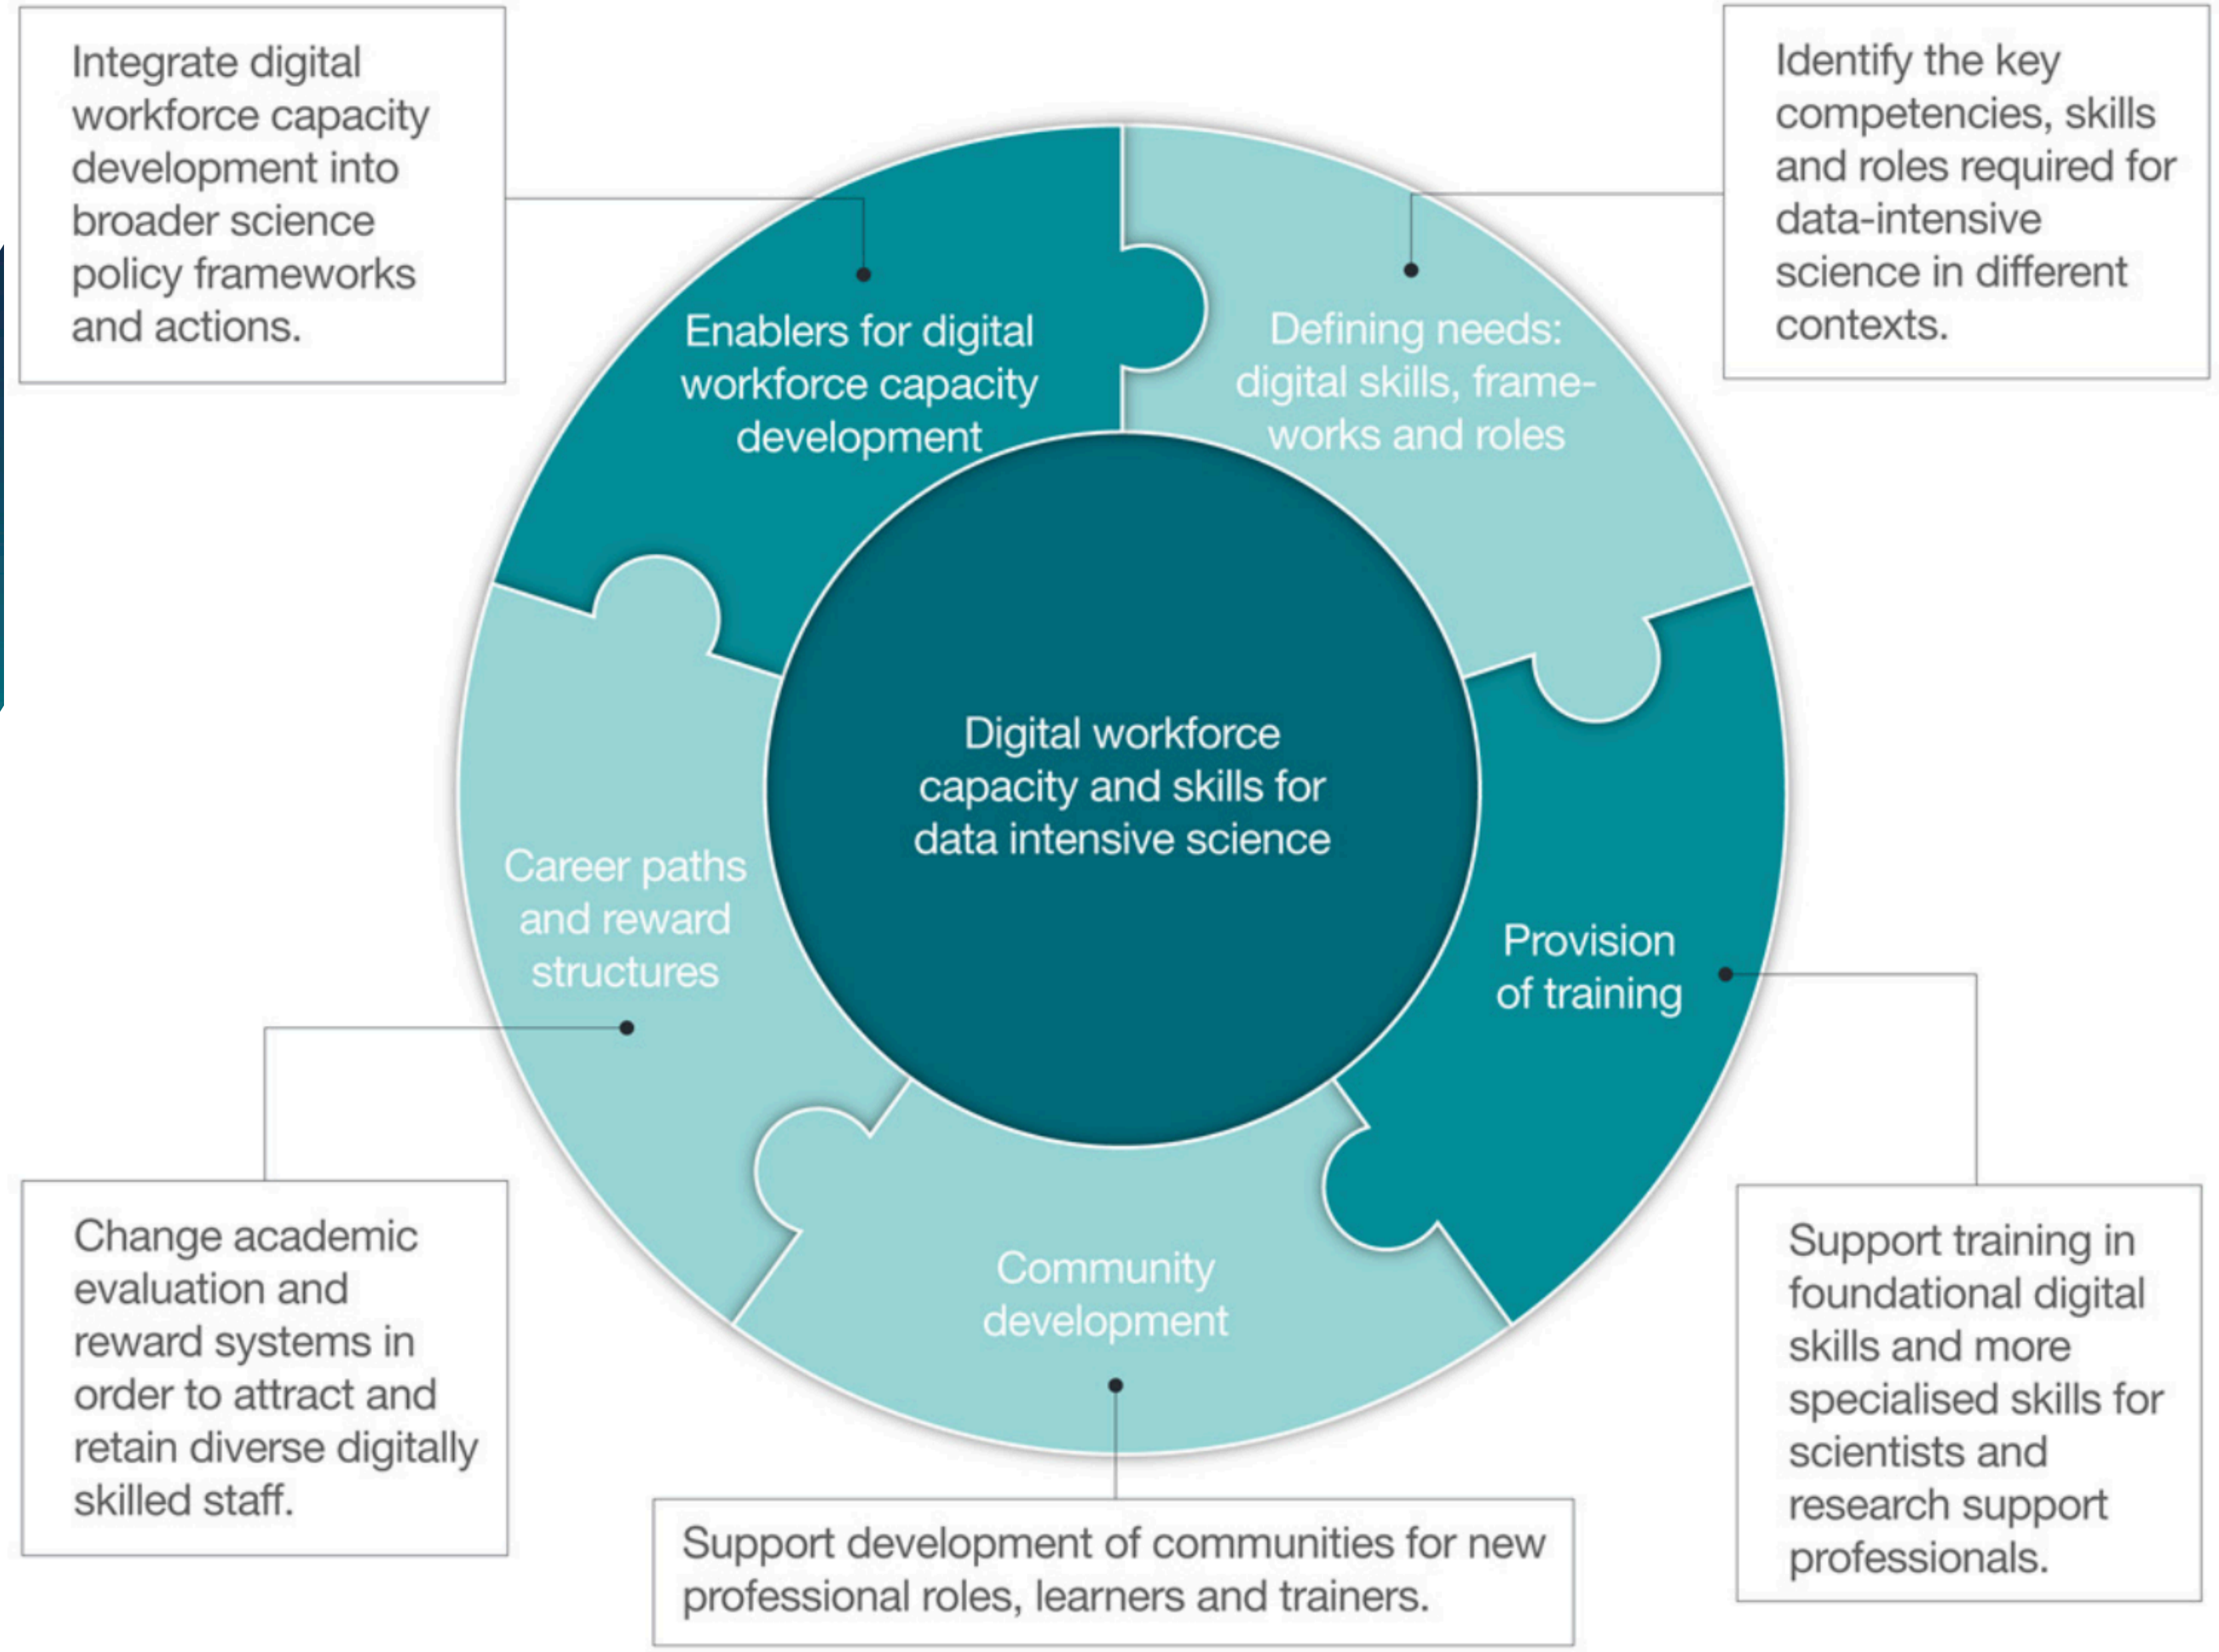 Integrate digital
workforce capacity
development into
broader science
policy frameworks
and actions.
Identify the key
competencies, skills
and roles required for
data-intensive
science in different
contexts.
Enablers for digital
workforce capacity
development
Defining needs:
digital skills, frame-
works and roles
Digital workforce
capacity and skills for
data intensive science
Career paths
and reward
structures
Provision
of training
Community
development
Change academic
evaluation and
reward systems in
order to attract and
retain diverse digitally
skilled staff.
Support development of communities for new
professional roles, learners and trainers.
Support training in
foundational digital
skills and more
specialised skills for
scientists and
research support
professionals.